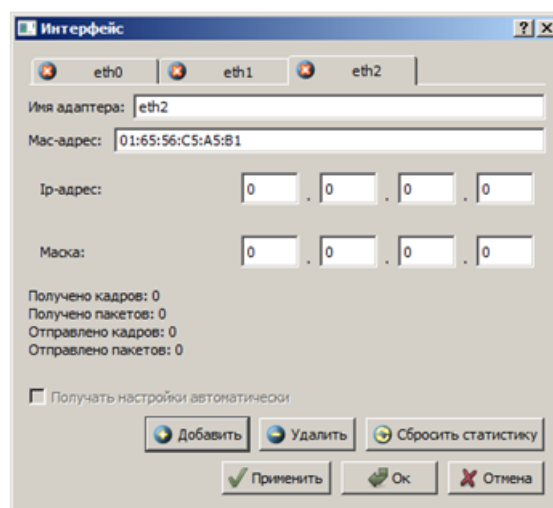 Интерфейс
eth0 eth1 eth2
Имя адаптера: eth2
Mac-адрес: 01:65:56:C5:A5:B1
Ip-адрес: 0 . 0 . 0 . 0
Маска: 0 . 0 . 0 . 0
Получено кадров: 0
Получено пакетов: 0
Отправлено кадров: 0
Отправлено пакетов: 0
Получать настройки автоматически
Добавить Удалить Сбросить статистику
Применить Ок Отмена